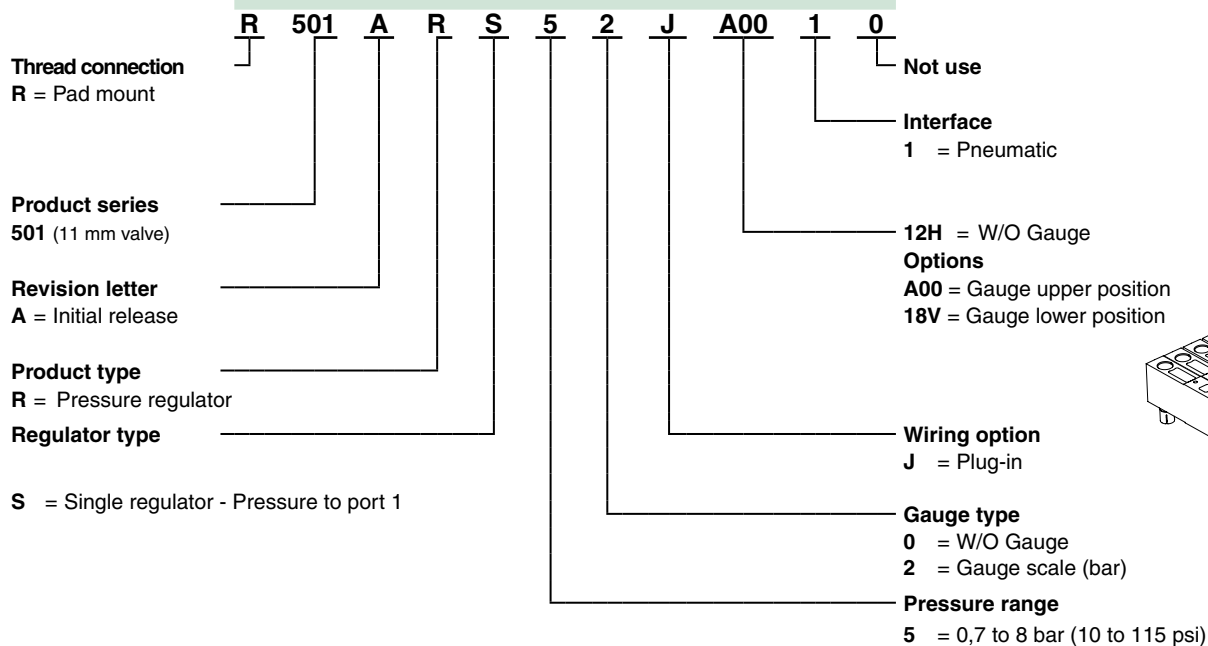 R 501 A R S 5 2 J A00 1 0
Thread connection
R = Pad mount
Product series
501 (11 mm valve)
Revision letter
A = Initial release
Product type
R = Pressure regulator
Regulator type
S = Single regulator - Pressure to port 1
Not use
Interface
1 = Pneumatic
12H = W/O Gauge
Options
A00 = Gauge upper position
18V = Gauge lower position
Wiring option
J = Plug-in
Gauge type
0 = W/O Gauge
2 = Gauge scale (bar)
Pressure range
5 = 0,7 to 8 bar (10 to 115 psi)